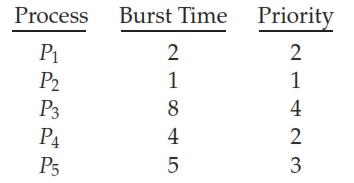 Process Burst Time Priority
P1 2 2
P2 1 1
P3 8 4
P4 4 2
P5 5 3